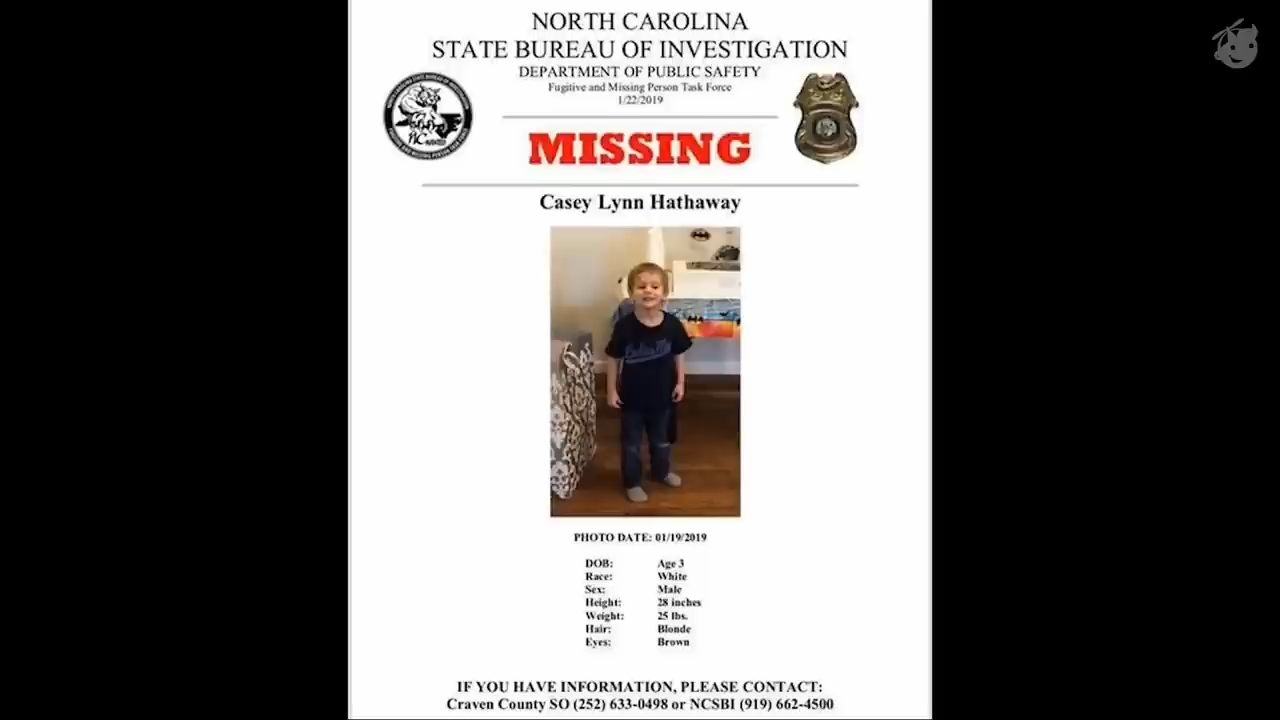 NORTH CAROLINA
STATE BUREAU OF INVESTIGATION
DEPARTMENT OF PUBLIC SAFETY
Fugitive and Missing Person Task Force
1/22/2019
MISSING
Casey Lynn Hathaway
PHOTO DATE: 01/19/2019
DOB: Age 3
Race: White
Sex: Male
Height: 28 inches
Weight: 25 lbs.
Hair: Blonde
Eyes: Brown
IF YOU HAVE INFORMATION, PLEASE CONTACT:
Craven County SO (252) 633-0498 or NCSBI (919) 662-4500